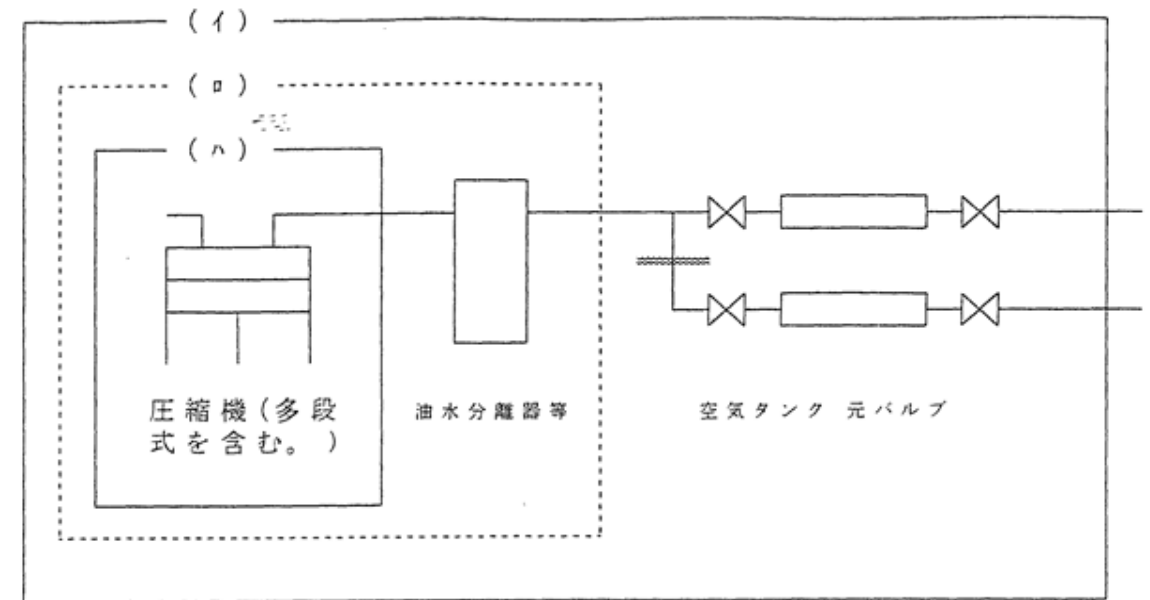 (イ)
(ロ)
(ハ)
圧縮機(多段
式を含む。)
油水分離器等
空気タンク 元バルブ